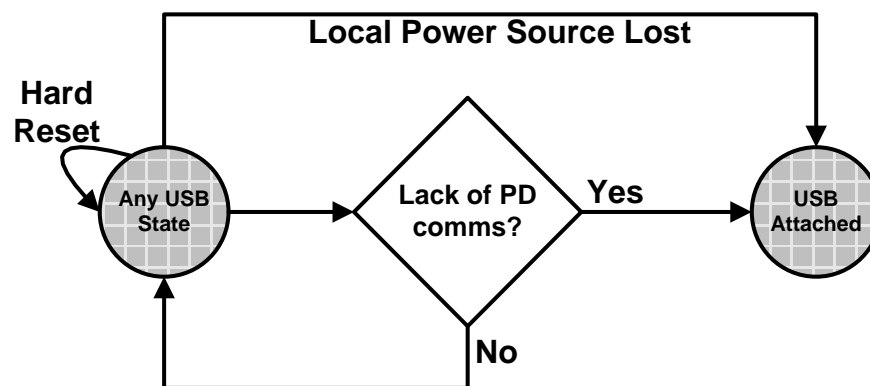 Local Power Source Lost
Hard
Reset
Any USB
State
Lack of PD
comms?
Yes
USB
Attached
No